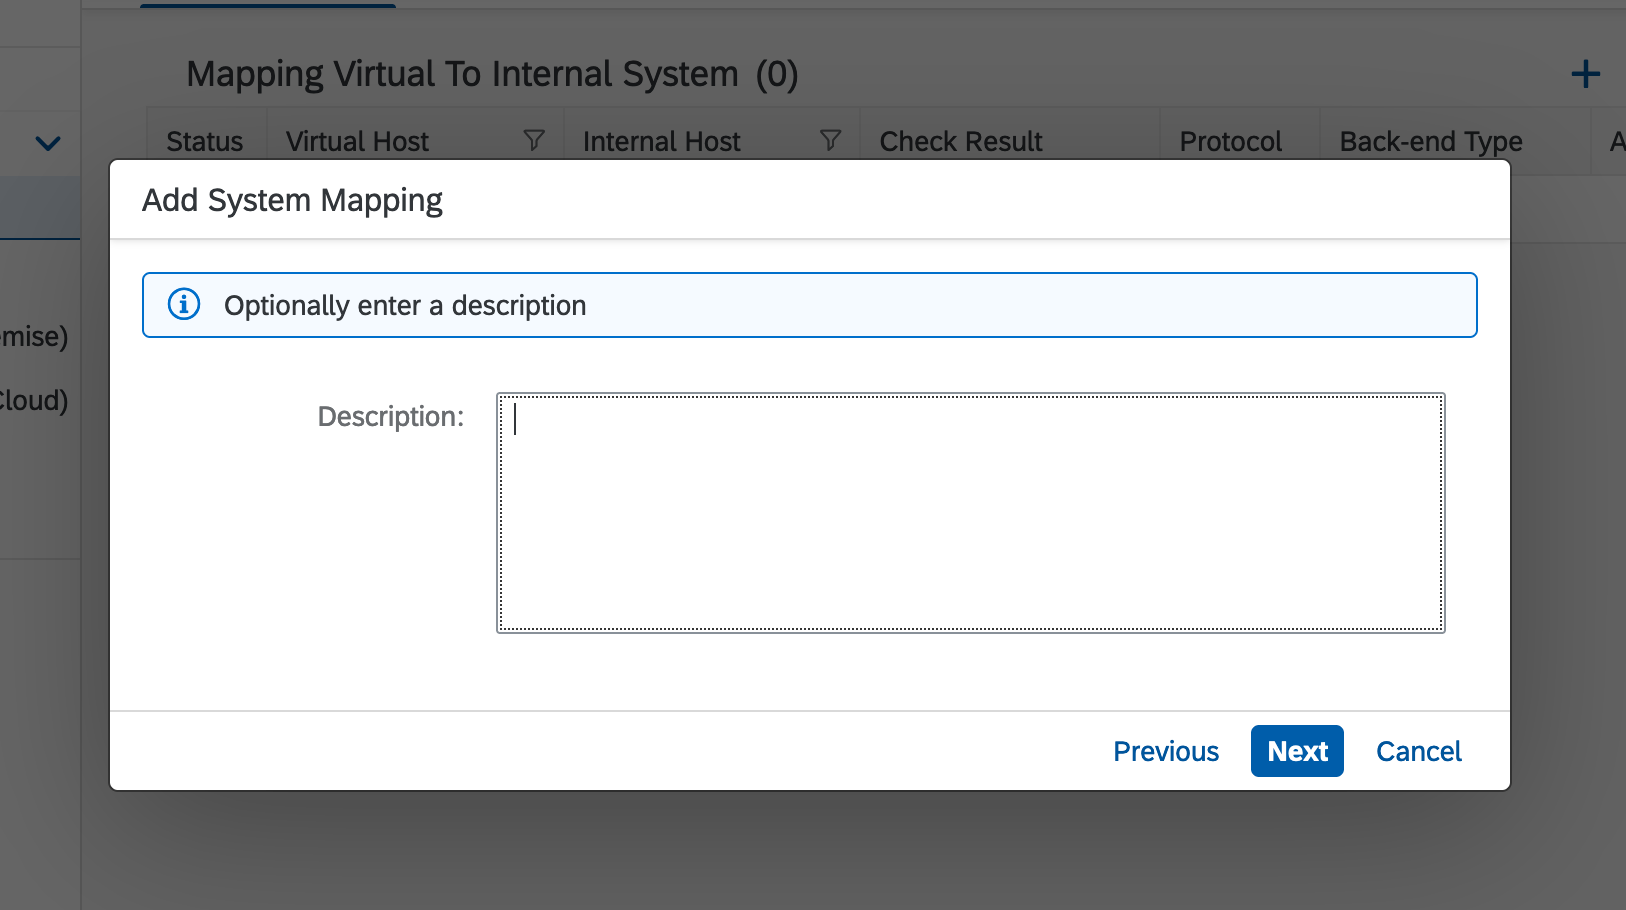 Mapping Virtual To Internal System (0)
Status Virtual Host Internal Host Check Result Protocol Back-end Type A
Add System Mapping
Optionally enter a description
emise)
Cloud)
Description:
Previous Next Cancel